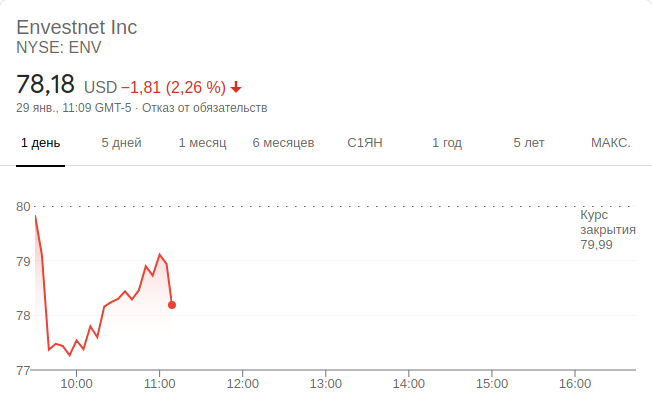 Envestnet Inc
NYSE: ENV
78,18 USD −1,81 (2,26 %)
29 янв., 11:09 GMT-5 · Отказ от обязательств
1 день 5 дней 1 месяц 6 месяцев С1ЯН 1 год 5 лет МАКС.
80
Курс
закрытия
79,99
79
78
77
10:00 11:00 12:00 13:00 14:00 15:00 16:00